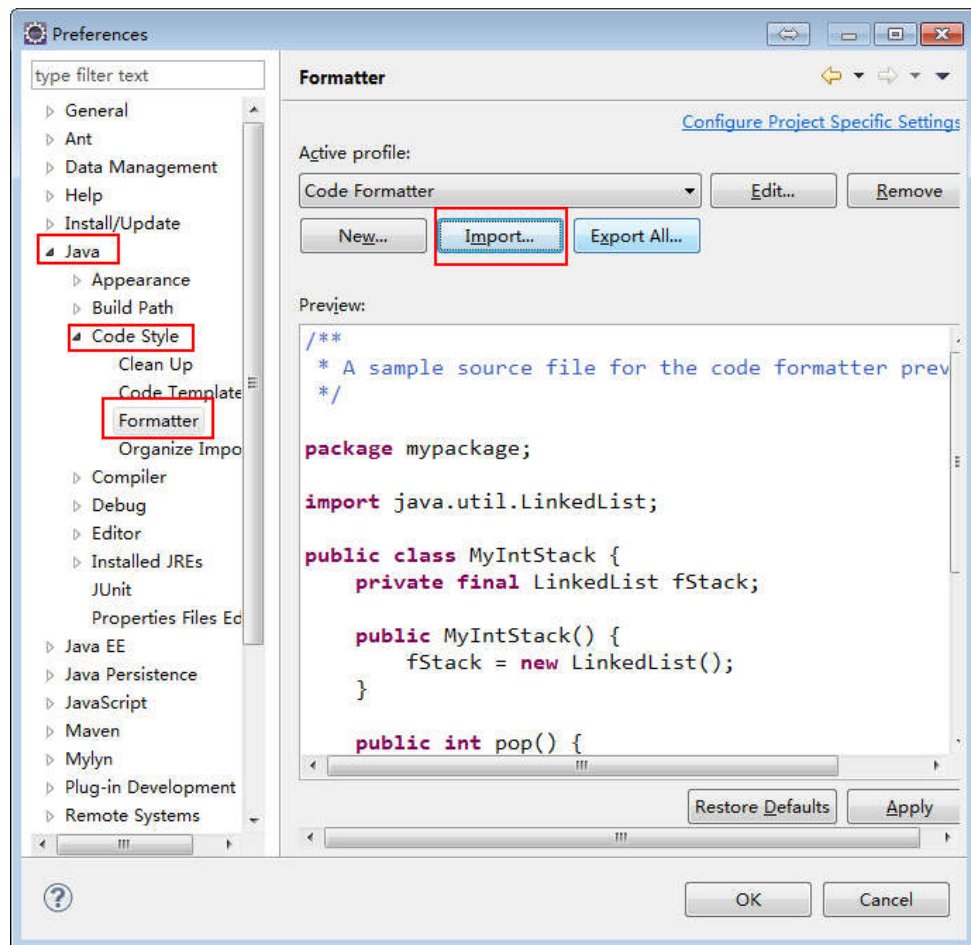 Preferences
type filter text
General
Ant
Data Management
Help
Install/Update
Java
Appearance
Build Path
Code Style
Clean Up
Code Template
Formatter
Organize Impo
Compiler
Debug
Editor
Installed JREs
JUnit
Properties Files Ed
Java EE
Java Persistence
JavaScript
Maven
Mylyn
Plug-in Development
Remote Systems
Formatter
Configure Project Specific Settings
Active profile:
Code Formatter
Edit...
Remove
New...
Import...
Export All...
Preview:
/**
 * A sample source file for the code formatter prev
 */
package mypackage;
import java.util.LinkedList;
public class MyIntStack {
    private final LinkedList fStack;
    public MyIntStack() {
        fStack = new LinkedList();
    }
    public int pop() {
Restore Defaults
Apply
?
OK
Cancel